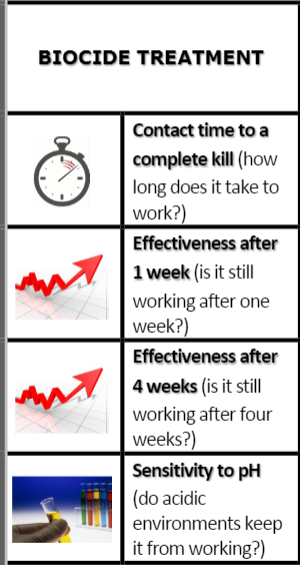 BIOCIDE TREATMENT
Contact time to a
complete kill (how
long does it take to
work?)
Effectiveness after
1 week (is it still
working after one
week?)
Effectiveness after
4 weeks (is it still
working after four
weeks?)
Sensitivity to pH
(do acidic
environments keep
it from working?)